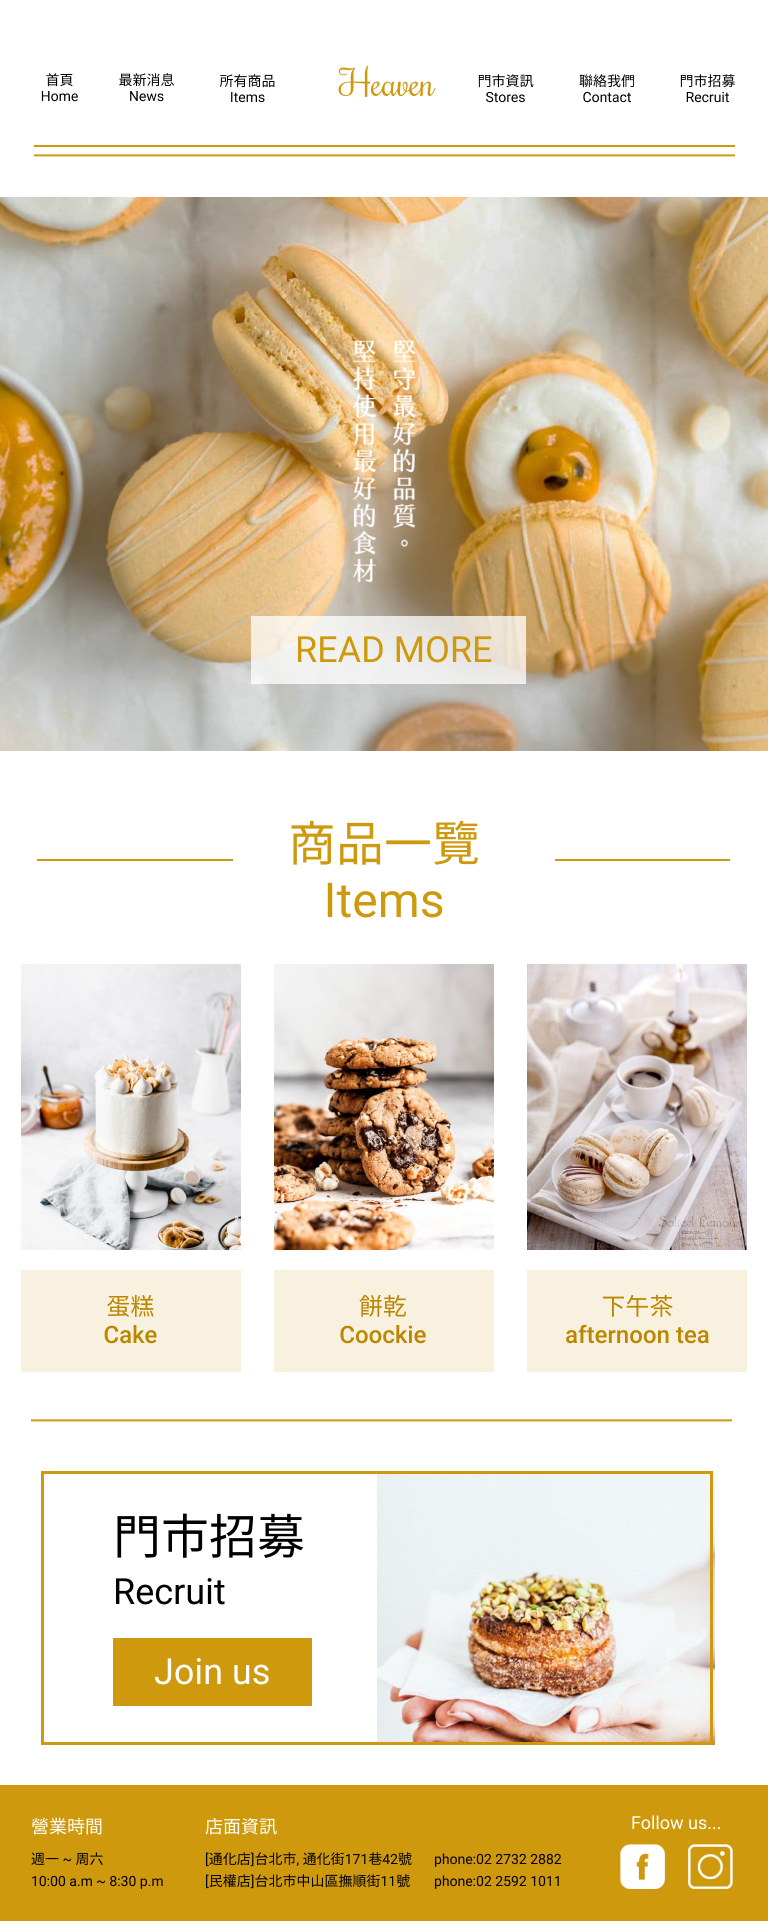 首頁
Home
最新消息
News
所有商品
Items
Heaven
門市資訊
Stores
聯絡我們
Contact
門市招募
Recruit
堅守最好的品質。
堅持使用最好的食材
READ MORE
商品一覽
Items
Salted Lemon
蛋糕
Cake
餅乾
Coockie
下午茶
afternoon tea
門市招募
Recruit
Join us
營業時間
週一 ~ 周六
10:00 a.m ~ 8:30 p.m
店面資訊
[通化店]台北市, 通化街171巷42號 phone:02 2732 2882
[民權店]台北市中山區撫順街11號 phone:02 2592 1011
Follow us...